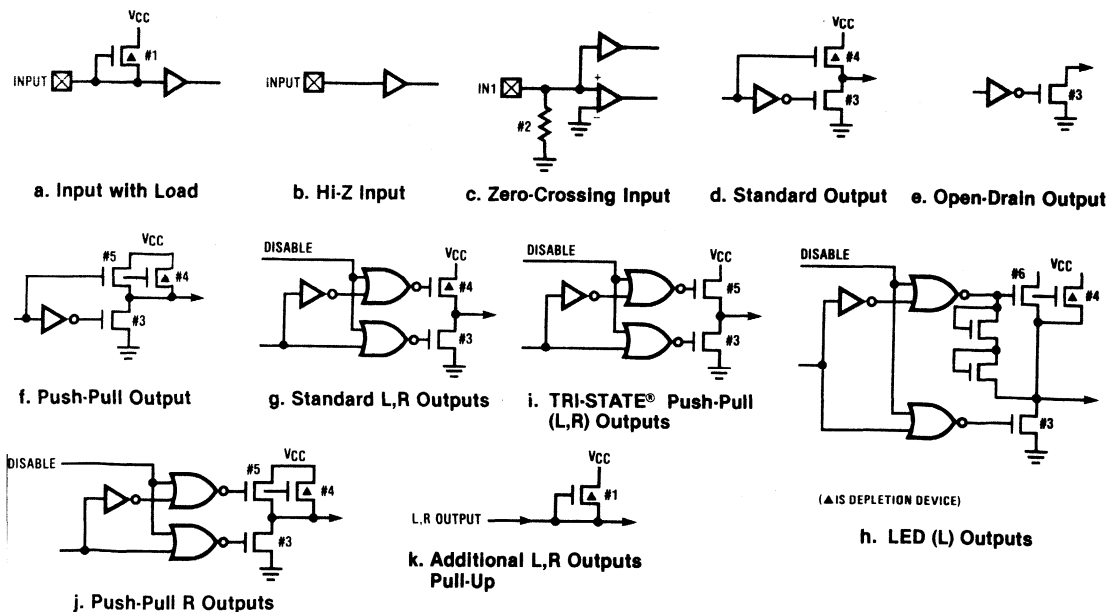 VCC
#1
INPUT
a. Input with Load
INPUT
b. Hi-Z Input
IN1
#2
+
−
c. Zero-Crossing Input
VCC
#4
#3
d. Standard Output
#3
e. Open-Drain Output
VCC
#5
#4
#3
f. Push-Pull Output
DISABLE
VCC
#4
#3
g. Standard L,R Outputs
DISABLE
VCC
#5
#3
i. TRI-STATE® Push-Pull
(L,R) Outputs
DISABLE
#6
VCC
#4
#3
(▲IS DEPLETION DEVICE)
h. LED (L) Outputs
DISABLE
VCC
#5
#4
#3
j. Push-Pull R Outputs
VCC
#1
L,R OUTPUT
k. Additional L,R Outputs
Pull-Up